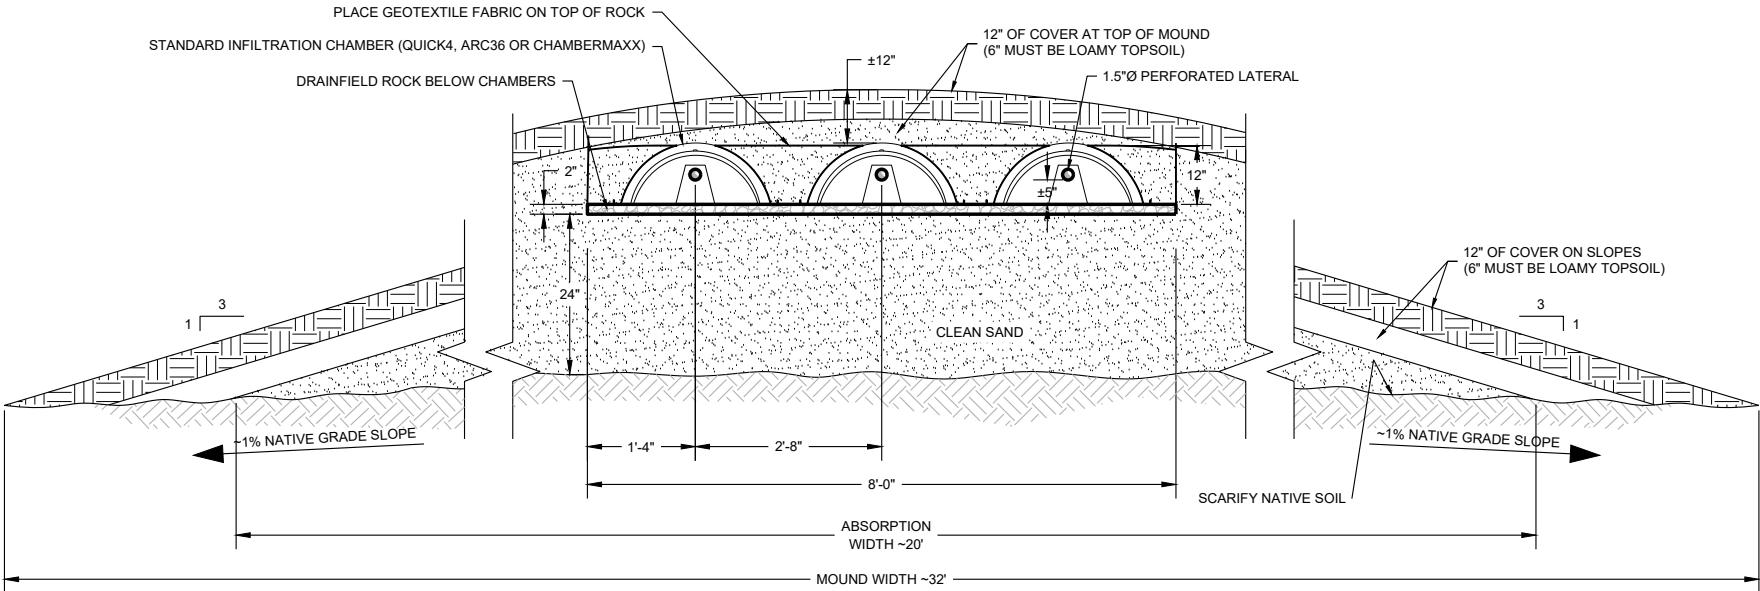 PLACE GEOTEXTILE FABRIC ON TOP OF ROCK
STANDARD INFILTRATION CHAMBER (QUICK4, ARC36 OR CHAMBERMAXX)
DRAINFIELD ROCK BELOW CHAMBERS
±12"
12" OF COVER AT TOP OF MOUND
(6" MUST BE LOAMY TOPSOIL)
1.5"Ø PERFORATED LATERAL
2"
±5"
12"
24"
CLEAN SAND
12" OF COVER ON SLOPES
(6" MUST BE LOAMY TOPSOIL)
3
1
3
1
~1% NATIVE GRADE SLOPE
~1% NATIVE GRADE SLOPE
1'-4"
2'-8"
8'-0"
SCARIFY NATIVE SOIL
ABSORPTION
WIDTH ~20'
MOUND WIDTH ~32'